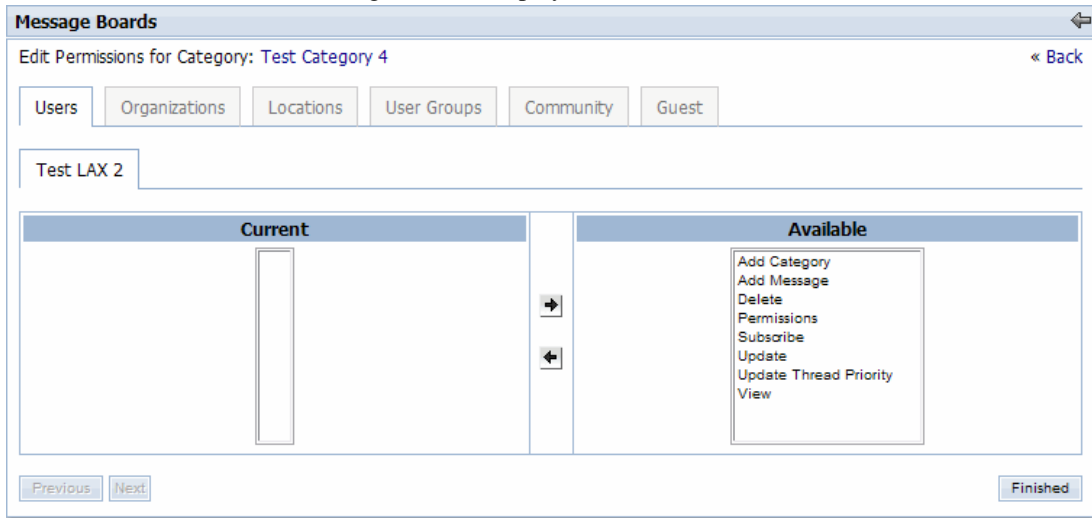 Message Boards
Edit Permissions for Category: Test Category 4 « Back
Users Organizations Locations User Groups Community Guest
Test LAX 2
Current Available
Add Category
Add Message
Delete
Permissions
Subscribe
Update
Update Thread Priority
View
Previous Next Finished